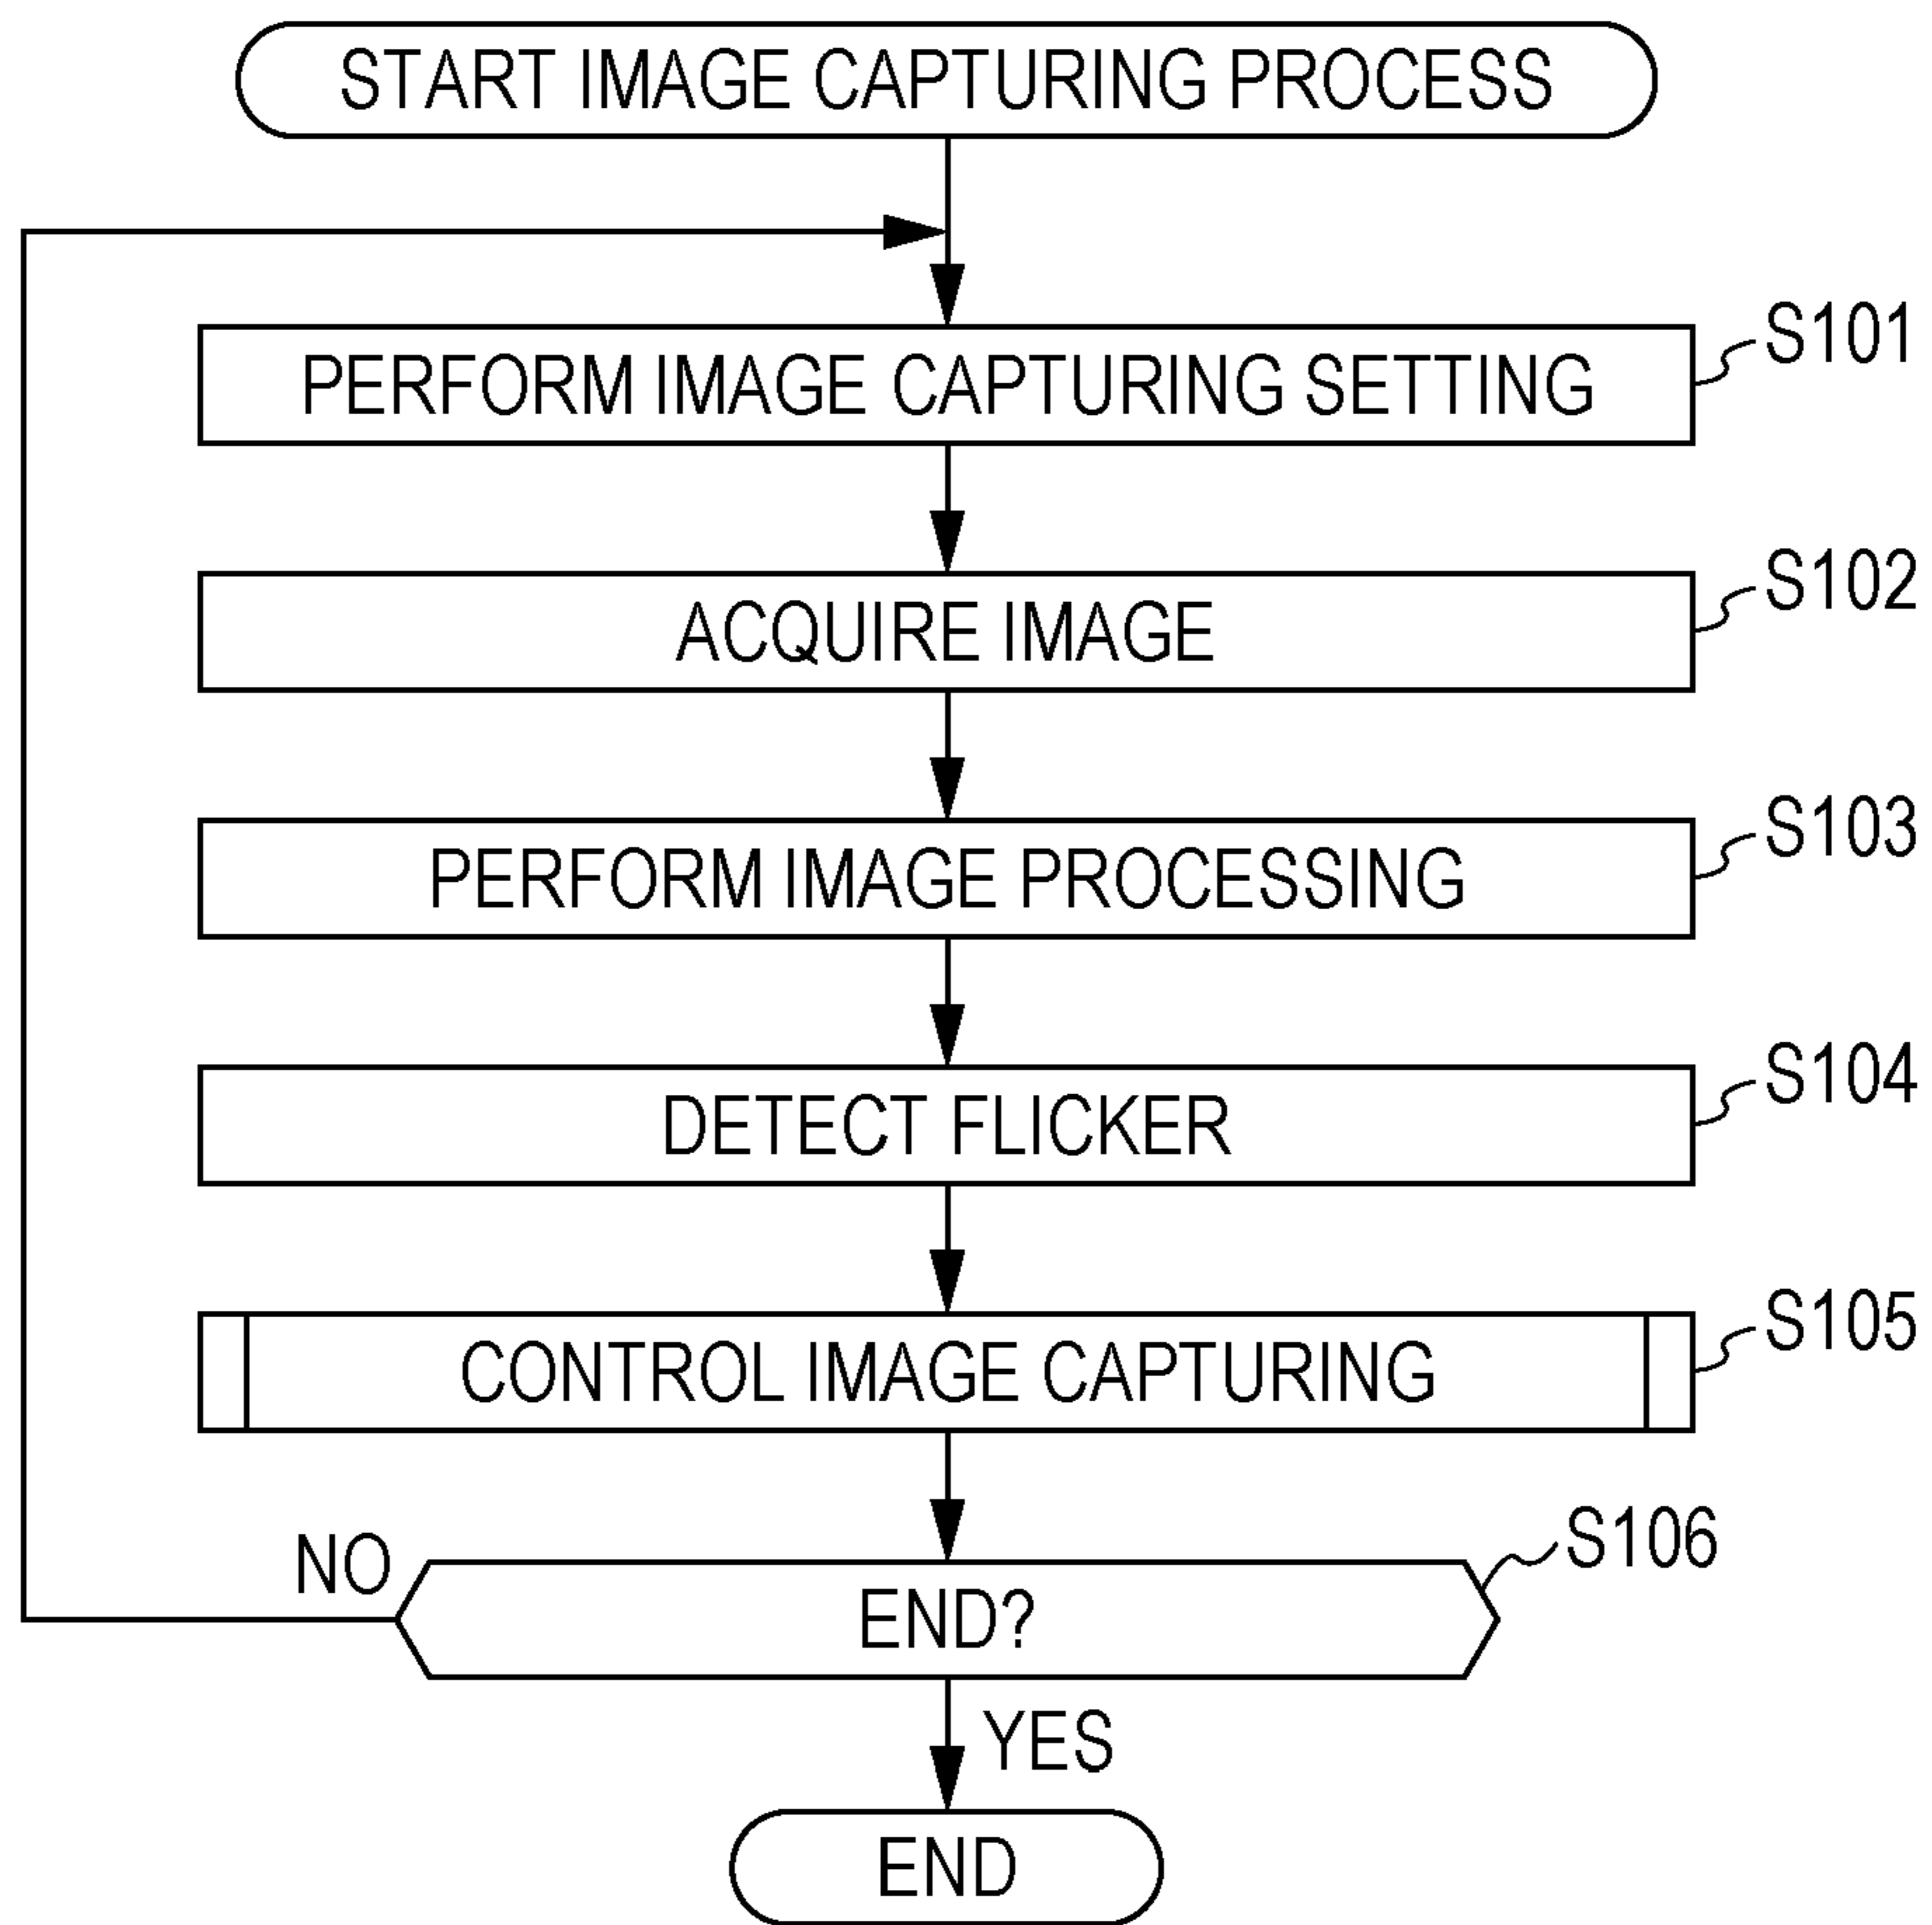 START IMAGE CAPTURING PROCESS
PERFORM IMAGE CAPTURING SETTING
S101
ACQUIRE IMAGE
S102
PERFORM IMAGE PROCESSING
S103
DETECT FLICKER
S104
CONTROL IMAGE CAPTURING
S105
NO
END?
S106
YES
END